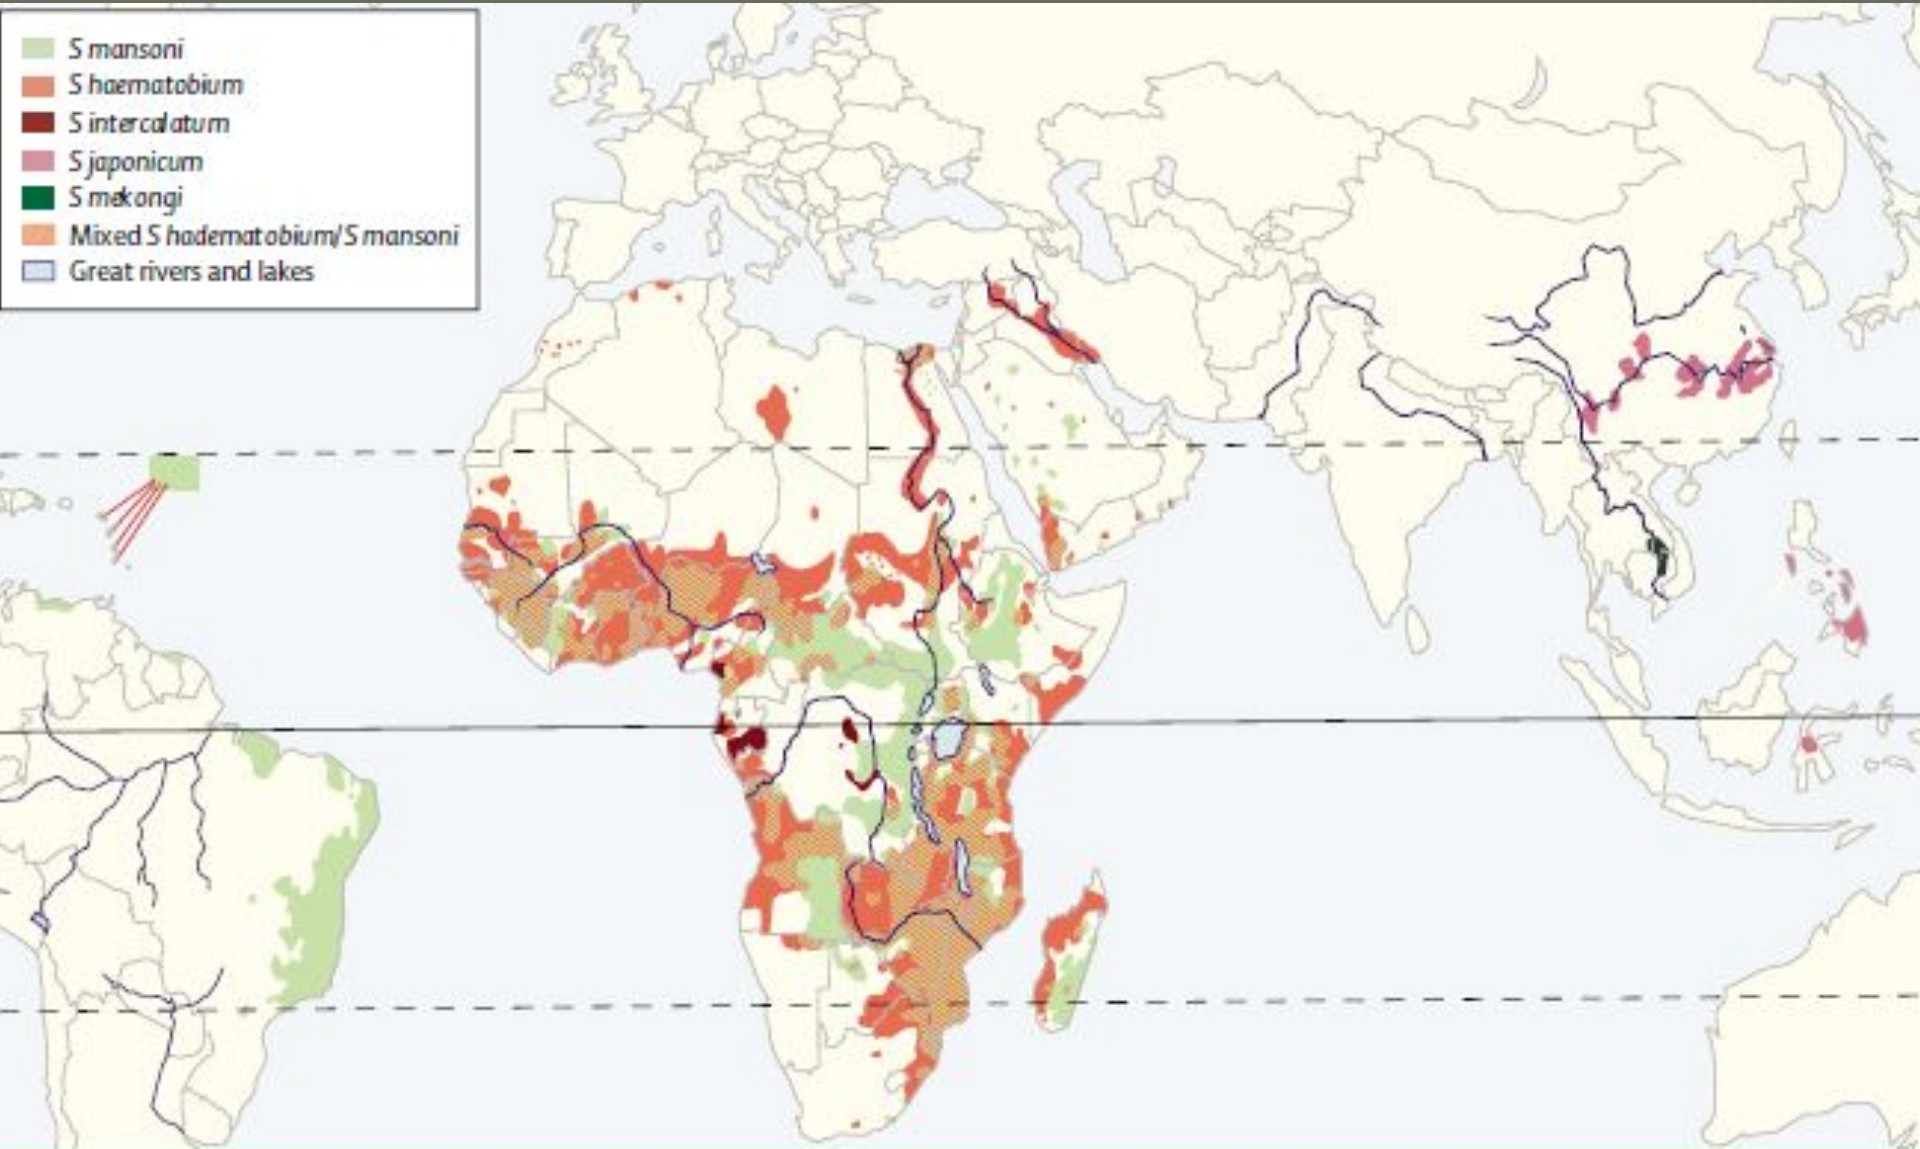 S mansoni
S haematobium
S intercalatum
S japonicum
S mekongi
Mixed S hadematobium/S mansoni
Great rivers and lakes